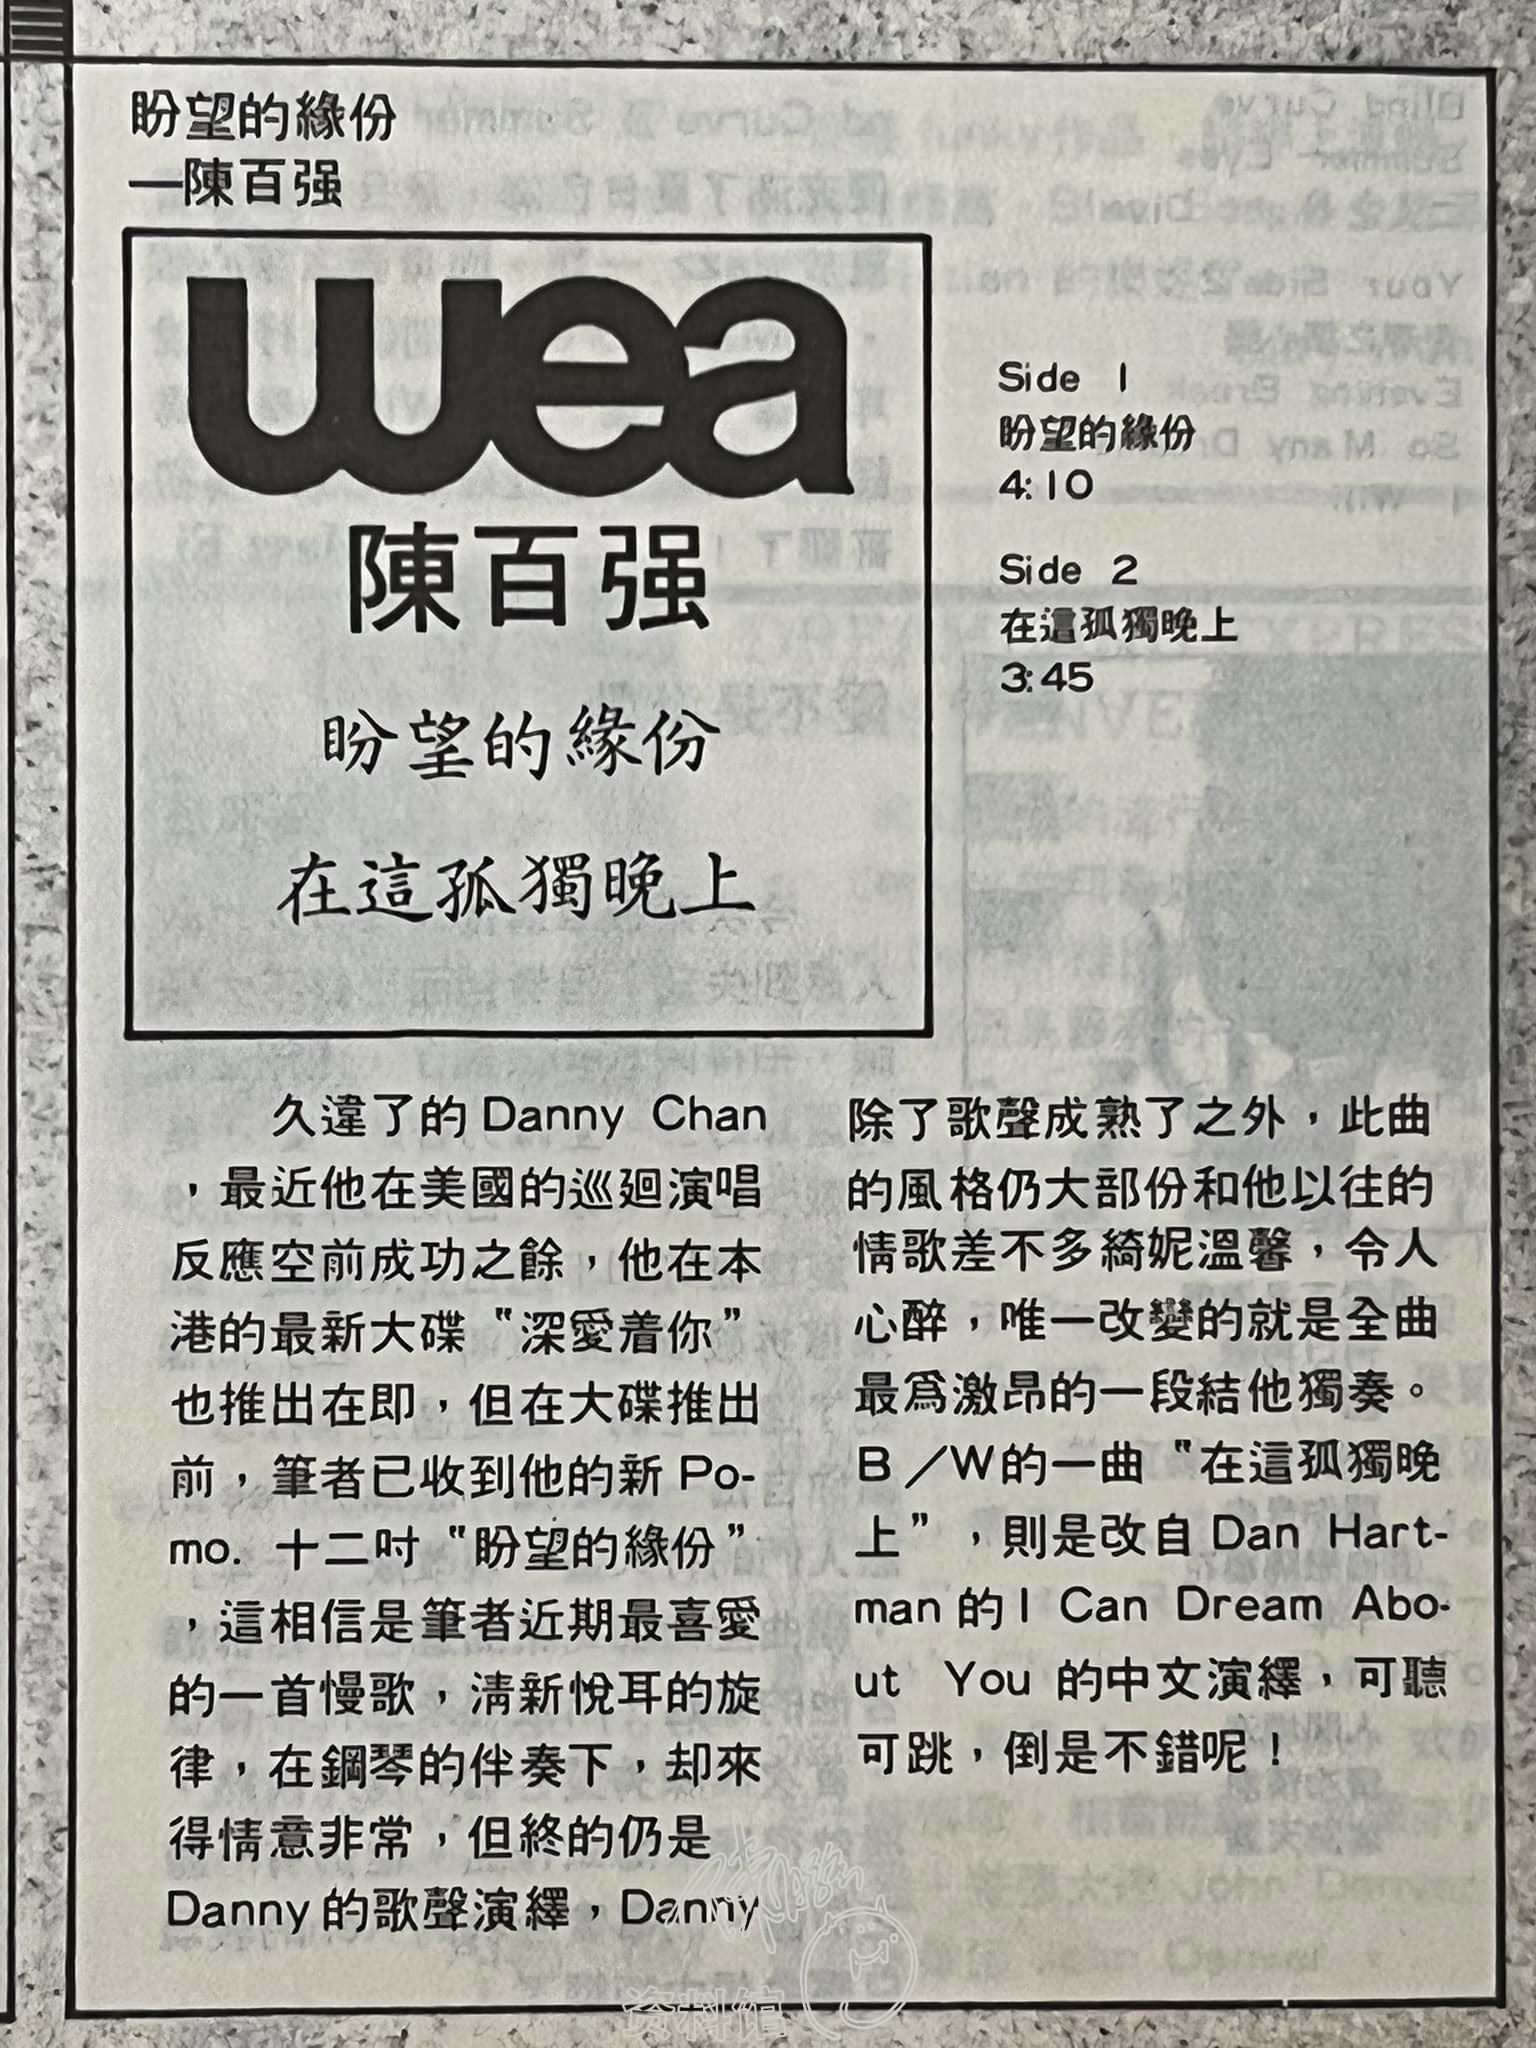 盼望的緣份
—陳百强
wea
陳百强
盼望的緣份
在這孤獨晚上
Side 1
盼望的緣份
4:10
Side 2
在這孤獨晚上
3:45
久違了的 Danny Chan
，最近他在美國的巡廻演唱
反應空前成功之餘，他在本
港的最新大碟〝深愛着你〞
也推出在即，但在大碟推出
前，筆者已收到他的新 Po-
mo. 十二吋〝盼望的緣份〞
，這相信是筆者近期最喜愛
的一首慢歌，清新悅耳的旋
律，在鋼琴的伴奏下，却來
得情意非常，但終的仍是
Danny的歌聲演繹，Danny
除了歌聲成熟了之外，此曲
的風格仍大部份和他以往的
情歌差不多綺妮溫馨，令人
心醉，唯一改變的就是全曲
最爲激昂的一段結他獨奏。
B／W的一曲〝在這孤獨晚
上〞，則是改自 Dan Hart-
man 的 I Can Dream Abo-
ut You 的中文演繹，可聽
可跳，倒是不錯呢！
资料馆